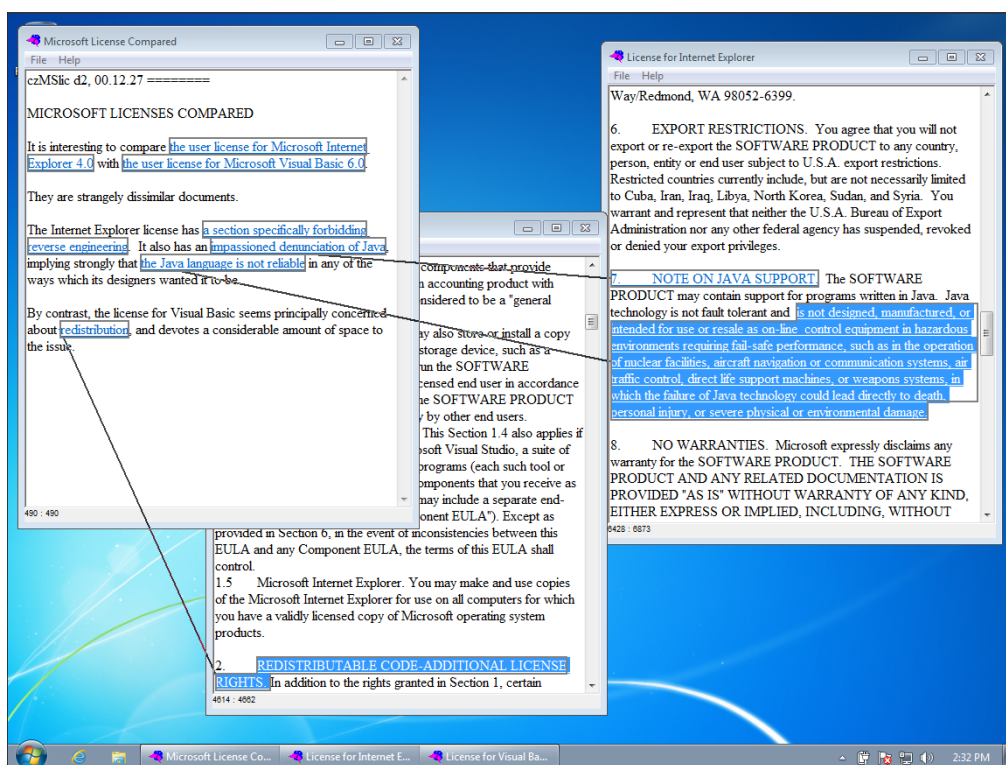 Microsoft License Compared
File Help
czMSlic d2, 00.12.27 ========
MICROSOFT LICENSES COMPARED
It is interesting to compare the user license for Microsoft Internet
Explorer 4.0 with the user license for Microsoft Visual Basic 6.0.
They are strangely dissimilar documents.
The Internet Explorer license has a section specifically forbidding
reverse engineering. It also has an impassioned denunciation of Java,
implying strongly that the Java language is not reliable in any of the
ways which its designers wanted it to be.
By contrast, the license for Visual Basic seems principally concerned
about redistribution, and devotes a considerable amount of space to
the issue.
490 : 490
components that provide
n accounting product with
nsidered to be a "general
ay also store or install a copy
storage device, such as a
run the SOFTWARE
censed end user in accordance
he SOFTWARE PRODUCT
y by other end users.
This Section 1.4 also applies if
osoft Visual Studio, a suite of
programs (each such tool or
omponents that you receive as
may include a separate end-
onent EULA"). Except as
provided in Section 6, in the event of inconsistencies between this
EULA and any Component EULA, the terms of this EULA shall
control.
1.5 Microsoft Internet Explorer. You may make and use copies
of the Microsoft Internet Explorer for use on all computers for which
you have a validly licensed copy of Microsoft operating system
products.
2. REDISTRIBUTABLE CODE-ADDITIONAL LICENSE
RIGHTS. In addition to the rights granted in Section 1, certain
4614 : 4662
License for Internet Explorer
File Help
Way/Redmond, WA 98052-6399.
6. EXPORT RESTRICTIONS. You agree that you will not
export or re-export the SOFTWARE PRODUCT to any country,
person, entity or end user subject to U.S.A. export restrictions.
Restricted countries currently include, but are not necessarily limited
to Cuba, Iran, Iraq, Libya, North Korea, Sudan, and Syria. You
warrant and represent that neither the U.S.A. Bureau of Export
Administration nor any other federal agency has suspended, revoked
or denied your export privileges.
7. NOTE ON JAVA SUPPORT. The SOFTWARE
PRODUCT may contain support for programs written in Java. Java
technology is not fault tolerant and is not designed, manufactured, or
intended for use or resale as on-line control equipment in hazardous
environments requiring fail-safe performance, such as in the operation
of nuclear facilities, aircraft navigation or communication systems, air
traffic control, direct life support machines, or weapons systems, in
which the failure of Java technology could lead directly to death,
personal injury, or severe physical or environmental damage.
8. NO WARRANTIES. Microsoft expressly disclaims any
warranty for the SOFTWARE PRODUCT. THE SOFTWARE
PRODUCT AND ANY RELATED DOCUMENTATION IS
PROVIDED "AS IS" WITHOUT WARRANTY OF ANY KIND,
EITHER EXPRESS OR IMPLIED, INCLUDING, WITHOUT
6428 : 6873
Microsoft License Co... License for Internet E... License for Visual Ba... 2:32 PM